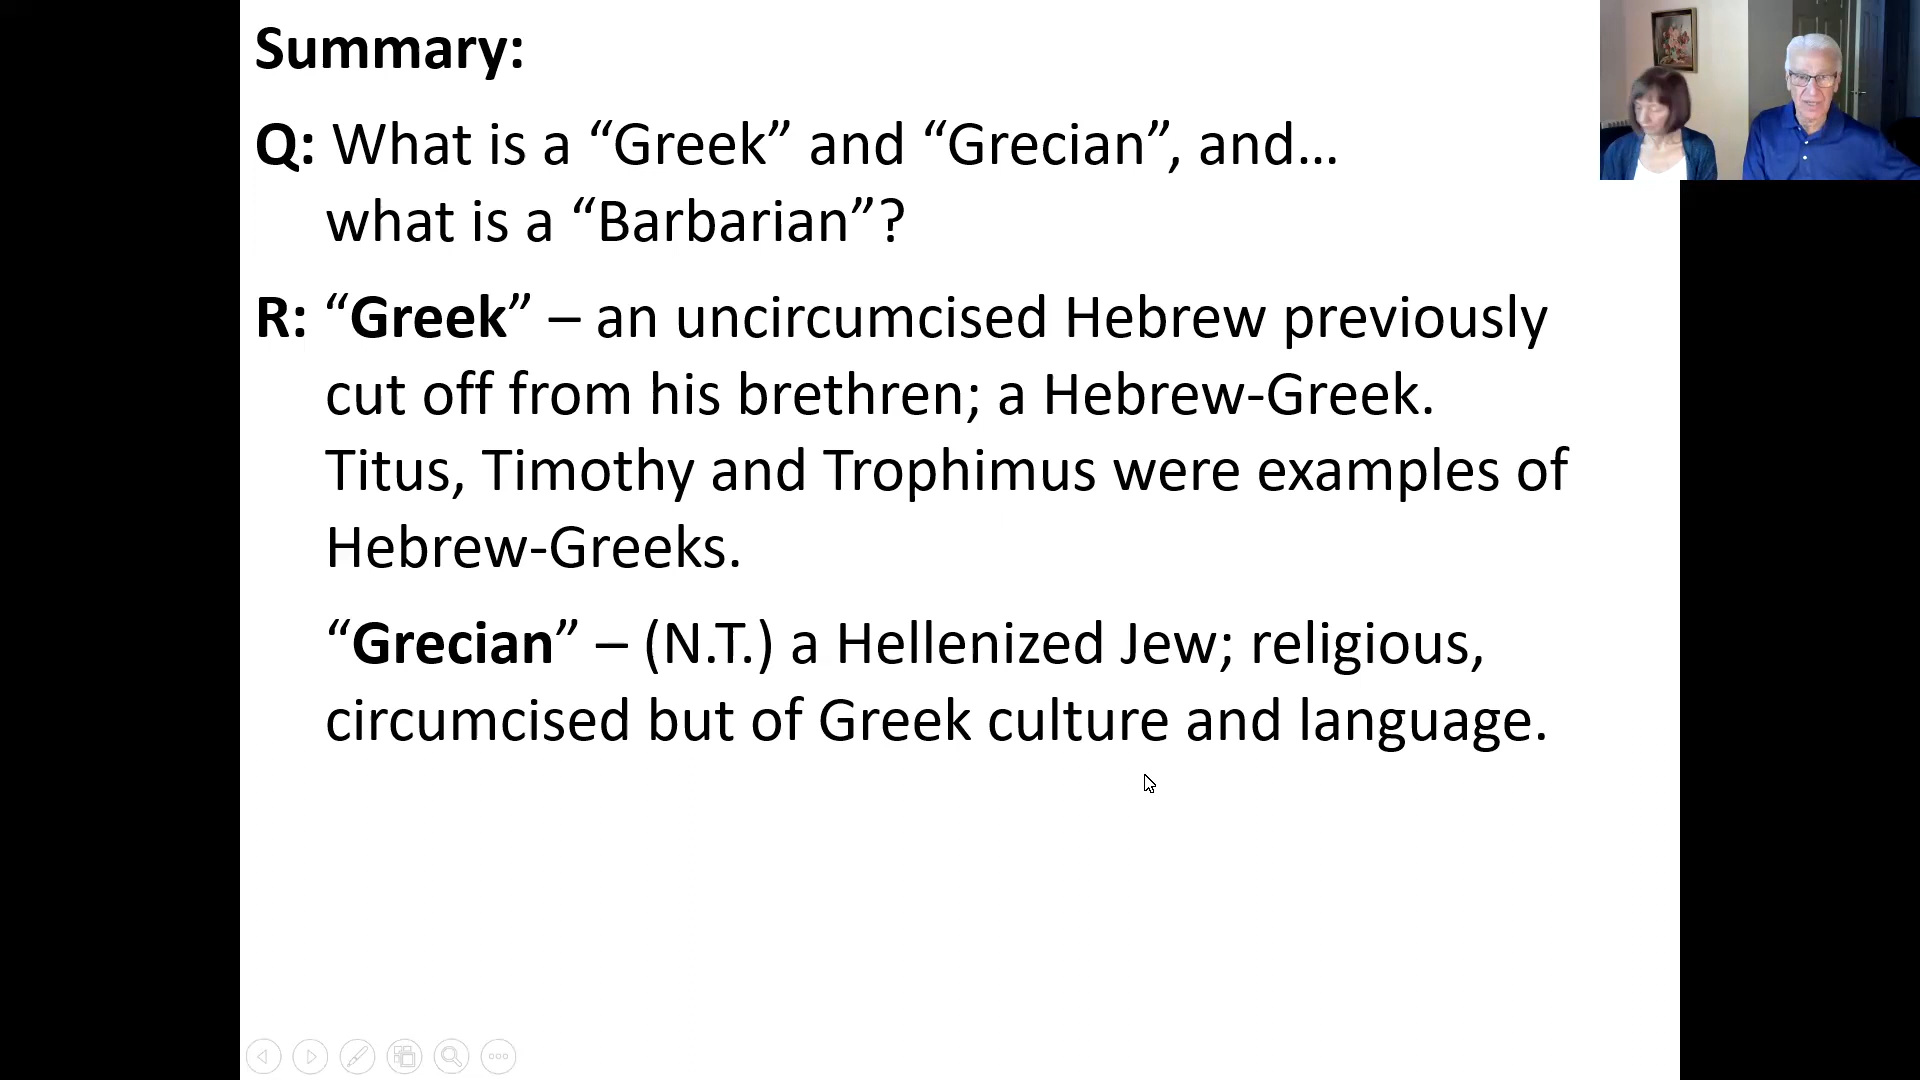 Summary:
Q: What is a “Greek” and “Grecian”, and…
what is a “Barbarian”?
R: “Greek” – an uncircumcised Hebrew previously
cut off from his brethren; a Hebrew-Greek.
Titus, Timothy and Trophimus were examples of
Hebrew-Greeks.
“Grecian” – (N.T.) a Hellenized Jew; religious,
circumcised but of Greek culture and language.